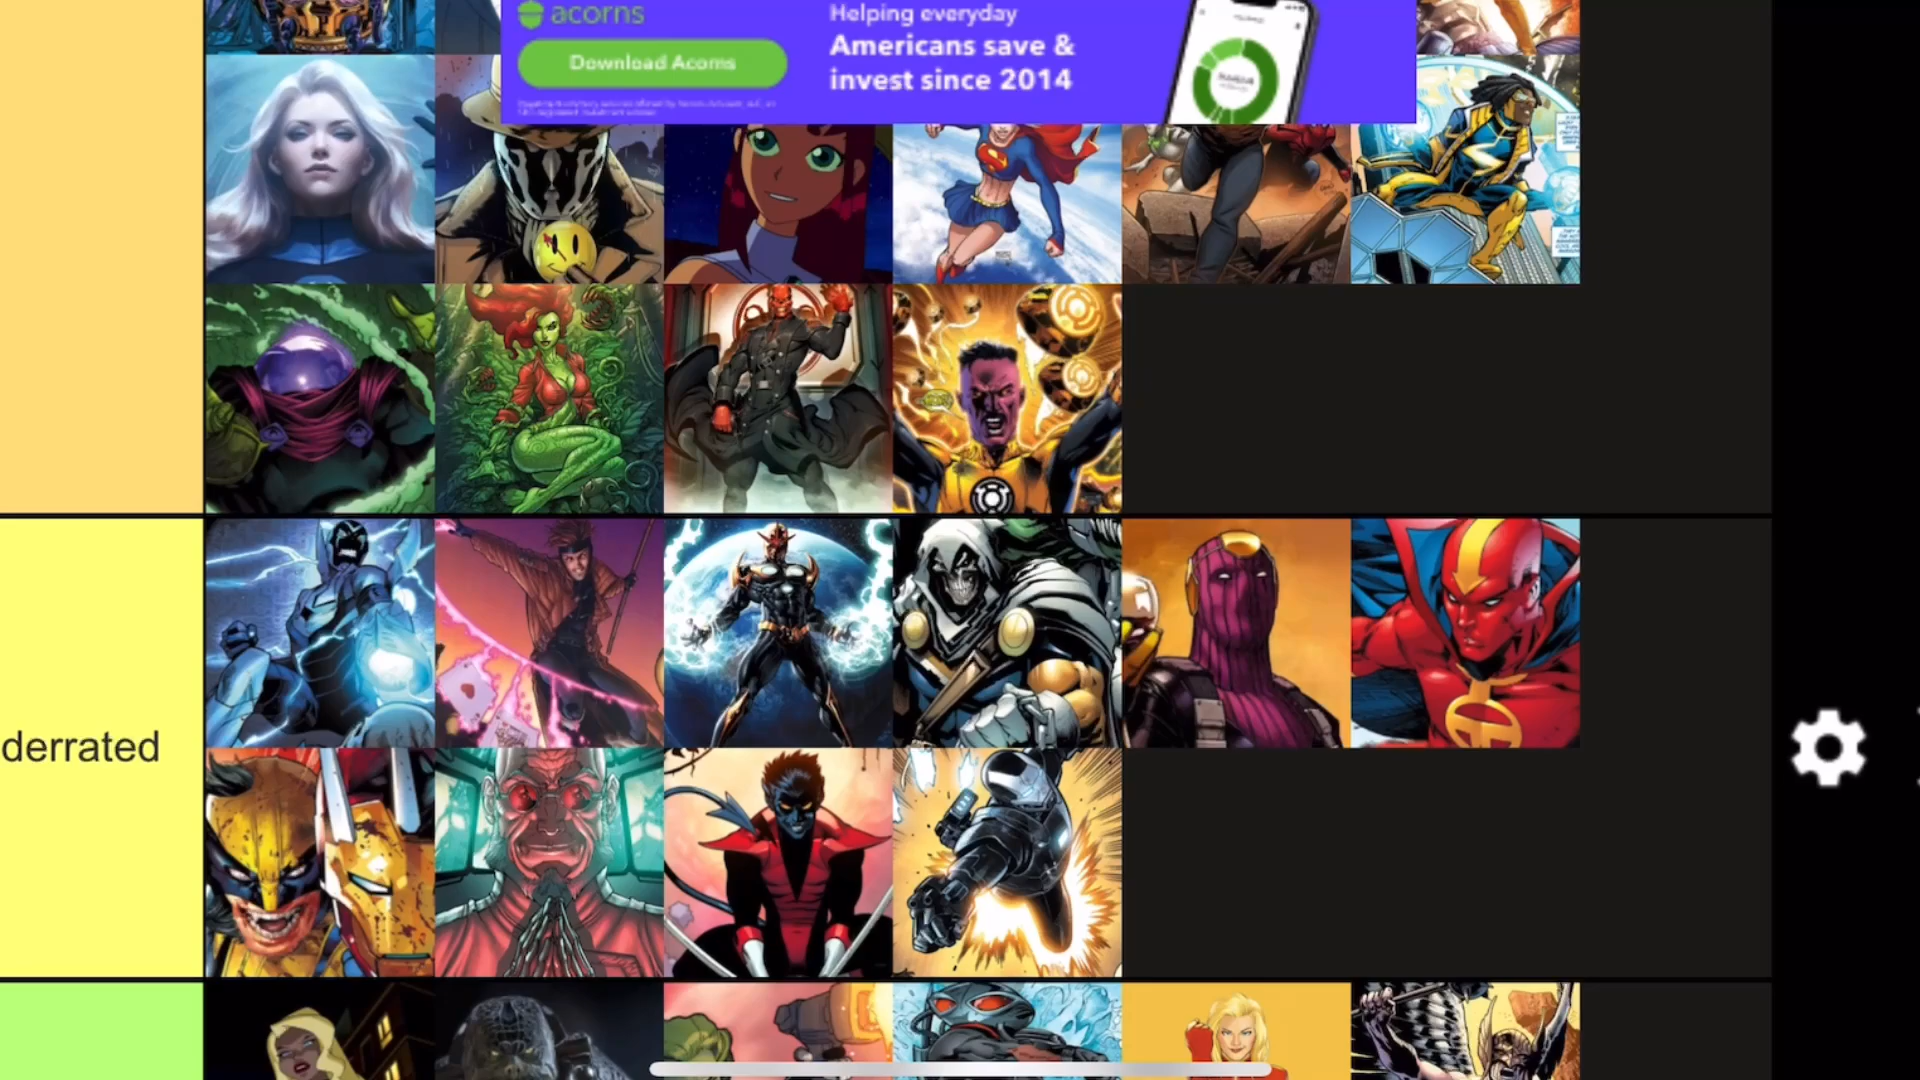 acorns
Download Acorns
Helping everyday
Americans save &
invest since 2014
derrated